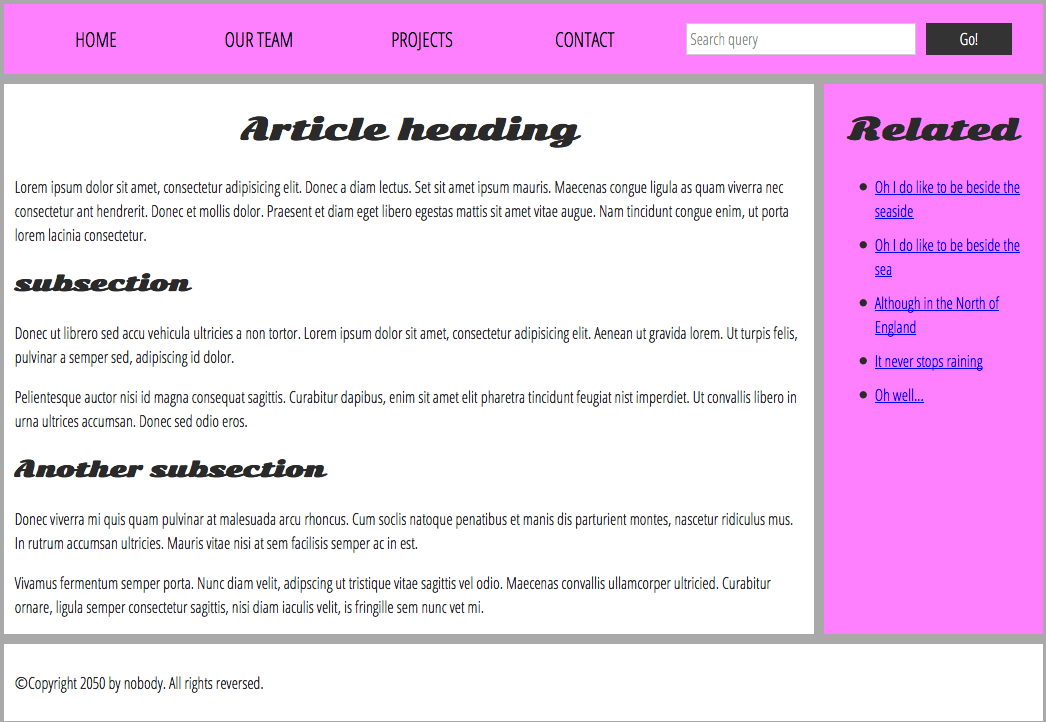 HOME OUR TEAM PROJECTS CONTACT Search query Go!
Article heading
Lorem ipsum dolor sit amet, consectetur adipisicing elit. Donec a diam lectus. Set sit amet ipsum mauris. Maecenas congue ligula as quam viverra nec
consectetur ant hendrerit. Donec et mollis dolor. Praesent et diam eget libero egestas mattis sit amet vitae augue. Nam tincidunt congue enim, ut porta
lorem lacinia consectetur.
subsection
Donec ut librero sed accu vehicula ultricies a non tortor. Lorem ipsum dolor sit amet, consectetur adipisicing elit. Aenean ut gravida lorem. Ut turpis felis,
pulvinar a semper sed, adipiscing id dolor.
Pelientesque auctor nisi id magna consequat sagittis. Curabitur dapibus, enim sit amet elit pharetra tincidunt feugiat nist imperdiet. Ut convallis libero in
urna ultrices accumsan. Donec sed odio eros.
Another subsection
Donec viverra mi quis quam pulvinar at malesuada arcu rhoncus. Cum soclis natoque penatibus et manis dis parturient montes, nascetur ridiculus mus.
In rutrum accumsan ultricies. Mauris vitae nisi at sem facilisis semper ac in est.
Vivamus fermentum semper porta. Nunc diam velit, adipscing ut tristique vitae sagittis vel odio. Maecenas convallis ullamcorper ultricied. Curabitur
ornare, ligula semper consectetur sagittis, nisi diam iaculis velit, is fringille sem nunc vet mi.
Related
Oh I do like to be beside the
seaside
Oh I do like to be beside the
sea
Although in the North of
England
It never stops raining
Oh well...
©Copyright 2050 by nobody. All rights reversed.